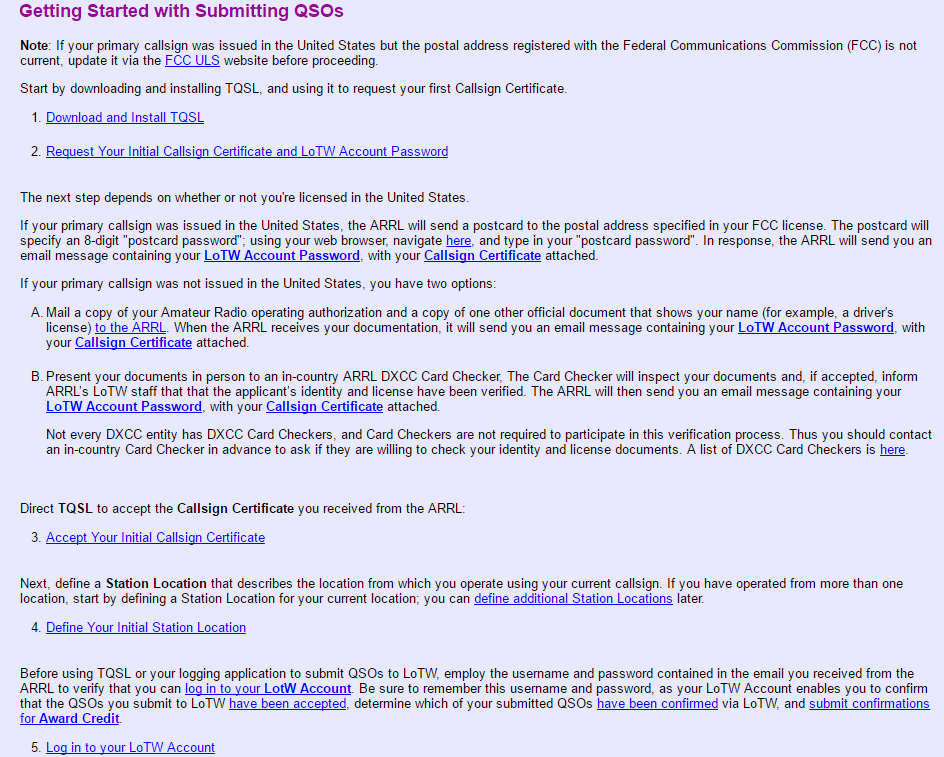 Getting Started with Submitting QSOs
Note: If your primary callsign was issued in the United States but the postal address registered with the Federal Communications Commission (FCC) is not
current, update it via the FCC ULS website before proceeding.
Start by downloading and installing TQSL, and using it to request your first Callsign Certificate.
1. Download and Install TQSL
2. Request Your Initial Callsign Certificate and LoTW Account Password
The next step depends on whether or not you're licensed in the United States.
If your primary callsign was issued in the United States, the ARRL will send a postcard to the postal address specified in your FCC license. The postcard will
specify an 8-digit "postcard password"; using your web browser, navigate here, and type in your "postcard password". In response, the ARRL will send you an
email message containing your LoTW Account Password, with your Callsign Certificate attached.
If your primary callsign was not issued in the United States, you have two options:
A. Mail a copy of your Amateur Radio operating authorization and a copy of one other official document that shows your name (for example, a driver's
license) to the ARRL. When the ARRL receives your documentation, it will send you an email message containing your LoTW Account Password, with
your Callsign Certificate attached.
B. Present your documents in person to an in-country ARRL DXCC Card Checker, The Card Checker will inspect your documents and, if accepted, inform
ARRL's LoTW staff that that the applicant's identity and license have been verified. The ARRL will then send you an email message containing your
LoTW Account Password, with your Callsign Certificate attached.
Not every DXCC entity has DXCC Card Checkers, and Card Checkers are not required to participate in this verification process. Thus you should contact
an in-country Card Checker in advance to ask if they are willing to check your identity and license documents. A list of DXCC Card Checkers is here.
Direct TQSL to accept the Callsign Certificate you received from the ARRL:
3. Accept Your Initial Callsign Certificate
Next, define a Station Location that describes the location from which you operate using your current callsign. If you have operated from more than one
location, start by defining a Station Location for your current location; you can define additional Station Locations later.
4. Define Your Initial Station Location
Before using TQSL or your logging application to submit QSOs to LoTW, employ the username and password contained in the email you received from the
ARRL to verify that you can log in to your LotW Account. Be sure to remember this username and password, as your LoTW Account enables you to confirm
that the QSOs you submit to LoTW have been accepted, determine which of your submitted QSOs have been confirmed via LoTW, and submit confirmations
for Award Credit.
5. Log in to your LoTW Account